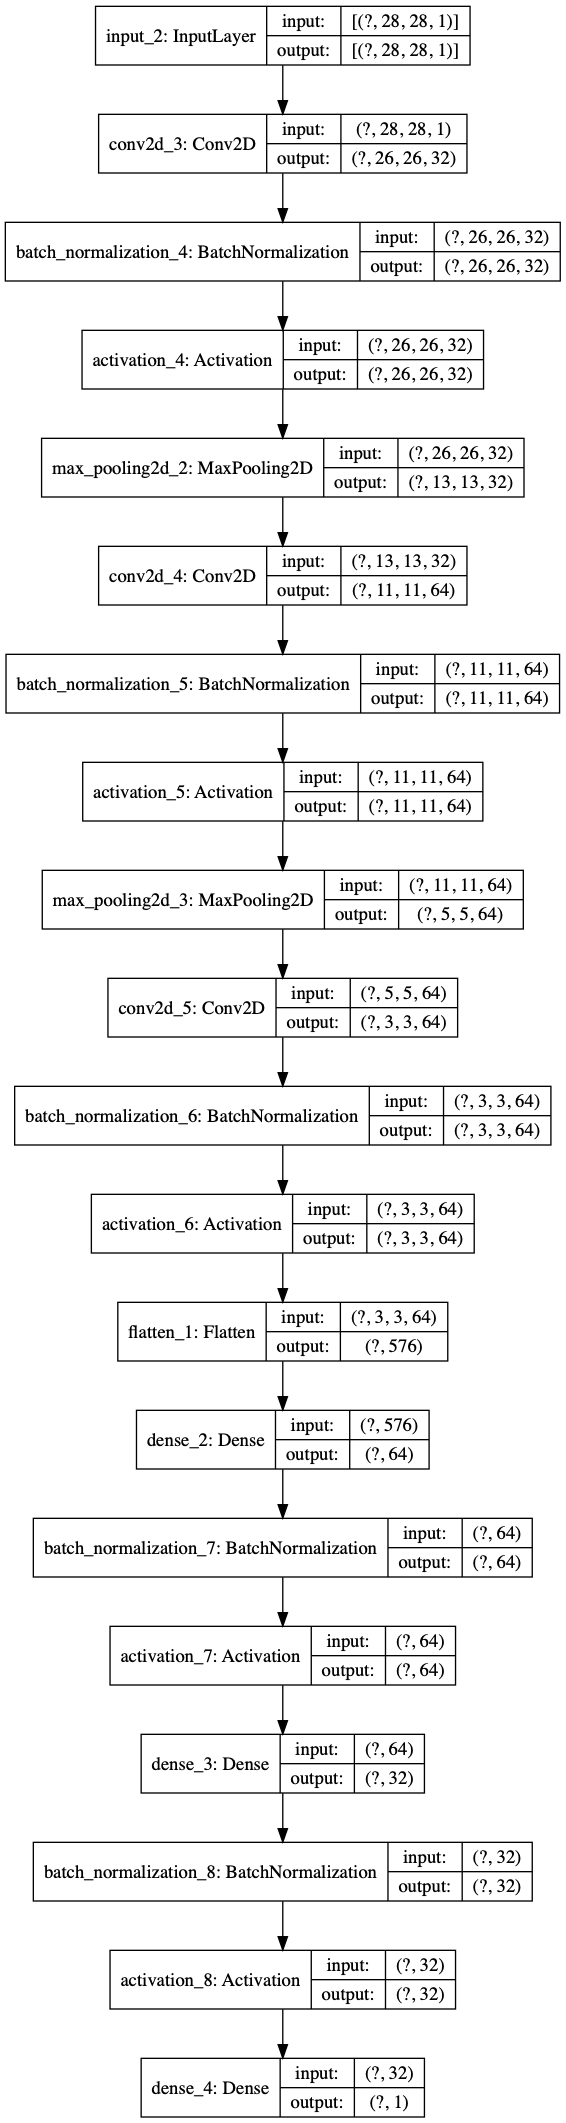 input_2: InputLayer
input:
[(?, 28, 28, 1)]
output:
[(?, 28, 28, 1)]
conv2d_3: Conv2D
input:
(?, 28, 28, 1)
output:
(?, 26, 26, 32)
batch_normalization_4: BatchNormalization
input:
(?, 26, 26, 32)
output:
(?, 26, 26, 32)
activation_4: Activation
input:
(?, 26, 26, 32)
output:
(?, 26, 26, 32)
max_pooling2d_2: MaxPooling2D
input:
(?, 26, 26, 32)
output:
(?, 13, 13, 32)
conv2d_4: Conv2D
input:
(?, 13, 13, 32)
output:
(?, 11, 11, 64)
batch_normalization_5: BatchNormalization
input:
(?, 11, 11, 64)
output:
(?, 11, 11, 64)
activation_5: Activation
input:
(?, 11, 11, 64)
output:
(?, 11, 11, 64)
max_pooling2d_3: MaxPooling2D
input:
(?, 11, 11, 64)
output:
(?, 5, 5, 64)
conv2d_5: Conv2D
input:
(?, 5, 5, 64)
output:
(?, 3, 3, 64)
batch_normalization_6: BatchNormalization
input:
(?, 3, 3, 64)
output:
(?, 3, 3, 64)
activation_6: Activation
input:
(?, 3, 3, 64)
output:
(?, 3, 3, 64)
flatten_1: Flatten
input:
(?, 3, 3, 64)
output:
(?, 576)
dense_2: Dense
input:
(?, 576)
output:
(?, 64)
batch_normalization_7: BatchNormalization
input:
(?, 64)
output:
(?, 64)
activation_7: Activation
input:
(?, 64)
output:
(?, 64)
dense_3: Dense
input:
(?, 64)
output:
(?, 32)
batch_normalization_8: BatchNormalization
input:
(?, 32)
output:
(?, 32)
activation_8: Activation
input:
(?, 32)
output:
(?, 32)
dense_4: Dense
input:
(?, 32)
output:
(?, 1)